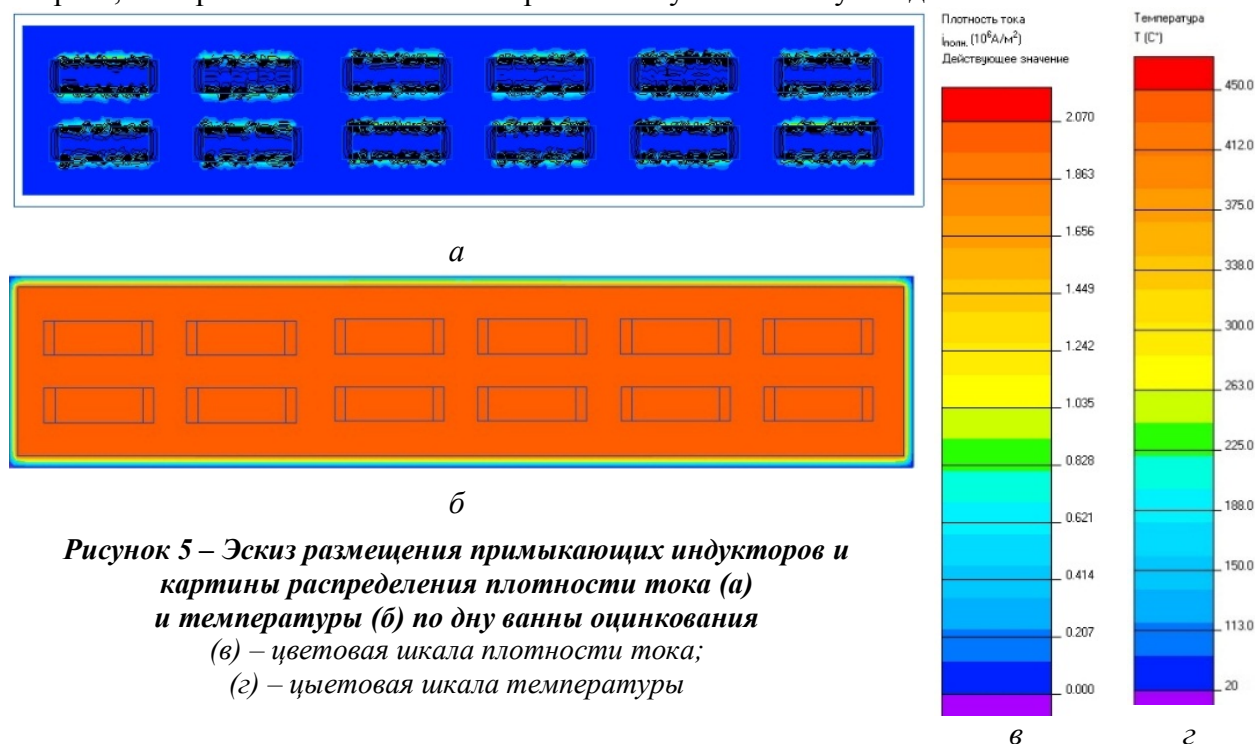 Плотность тока
iполн. (10⁶А/м²)
Действующее значение
2.070
1.863
1.656
1.449
1.242
1.035
0.828
0.621
0.414
0.207
0.000
в
Температура
T (C°)
450.0
412.0
375.0
338.0
300.0
263.0
225.0
188.0
150.0
113.0
20
г
а
б
Рисунок 5 – Эскиз размещения примыкающих индукторов и
картины распределения плотности тока (а)
и температуры (б) по дну ванны оцинкования
(в) – цветовая шкала плотности тока;
(г) – цыетовая шкала температуры